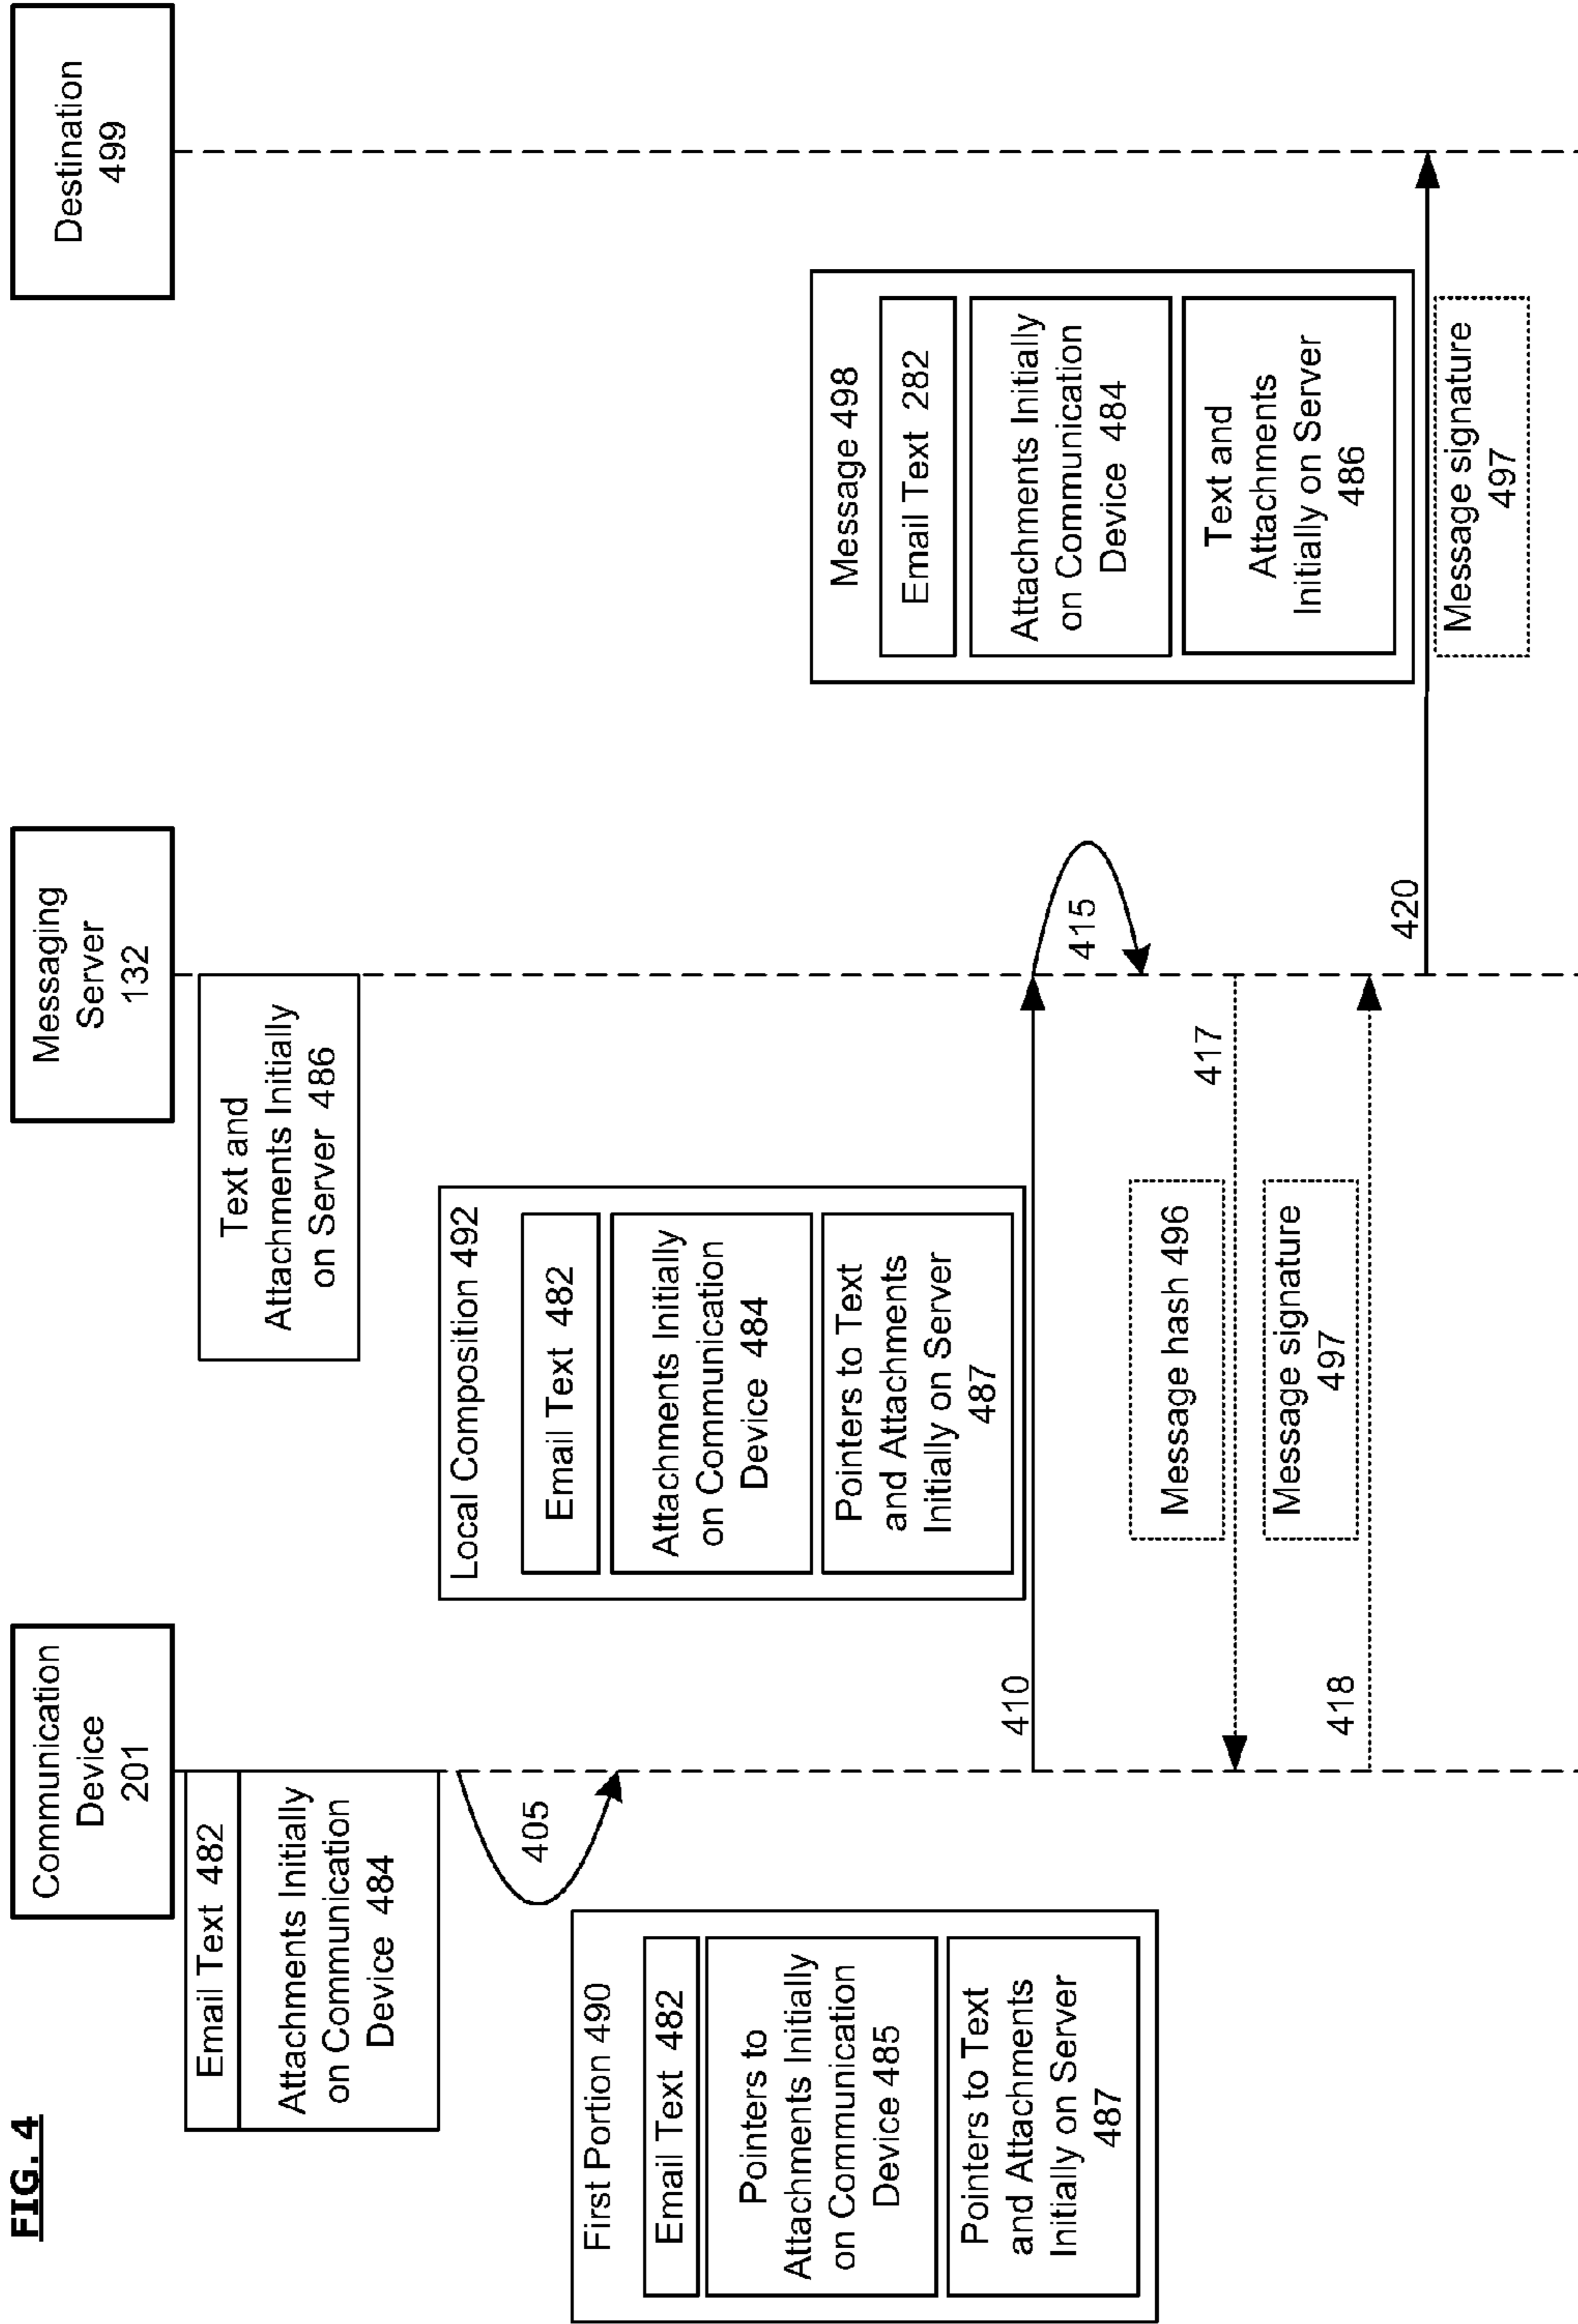 FIG. 4
Communication
Device
201
Messaging
Server
132
Destination
499
Email Text 482
Attachments Initially
on Communication
Device 484
Text and
Attachments Initially
on Server 486
405
First Portion 490
Email Text 482
Pointers to
Attachments Initially
on Communication
Device 485
Pointers to Text
and Attachments
Initially on Server
487
Local Composition 492
Email Text 482
Attachments Initially
on Communication
Device 484
Pointers to Text
and Attachments
Initially on Server
487
410
415
Message hash 496
417
Message signature
497
418
Message 498
Email Text 282
Attachments Initially
on Communication
Device 484
Text and
Attachments
Initially on Server
486
420
Message signature
497